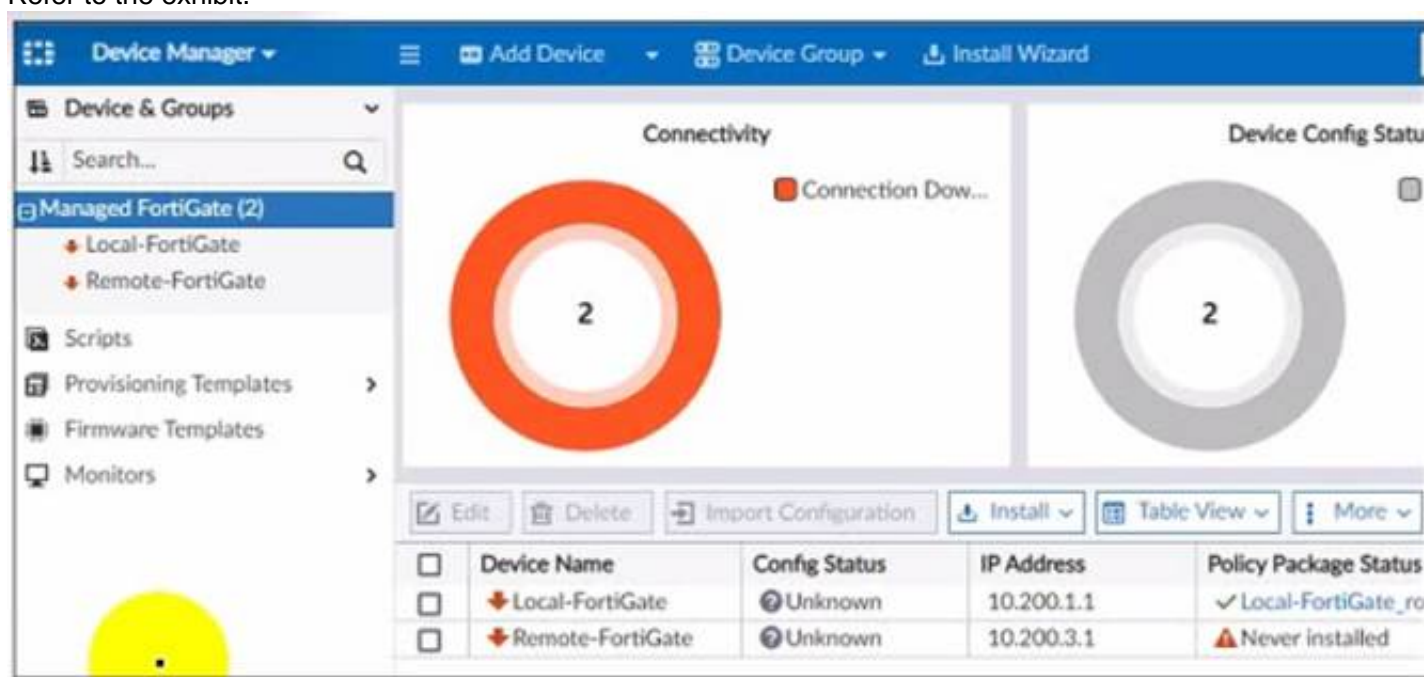 Refer to the exhibit.
Device Manager
Add Device
Device Group
Install Wizard
Device & Groups
Search...
Managed FortiGate (2)
Local-FortiGate
Remote-FortiGate
Scripts
Provisioning Templates
Firmware Templates
Monitors
Connectivity
Connection Dow...
2
Device Config Statu
2
Edit Delete Import Configuration Install Table View More
Device Name Config Status IP Address Policy Package Status
Local-FortiGate Unknown 10.200.1.1 Local-FortiGate_ro
Remote-FortiGate Unknown 10.200.3.1 Never installed